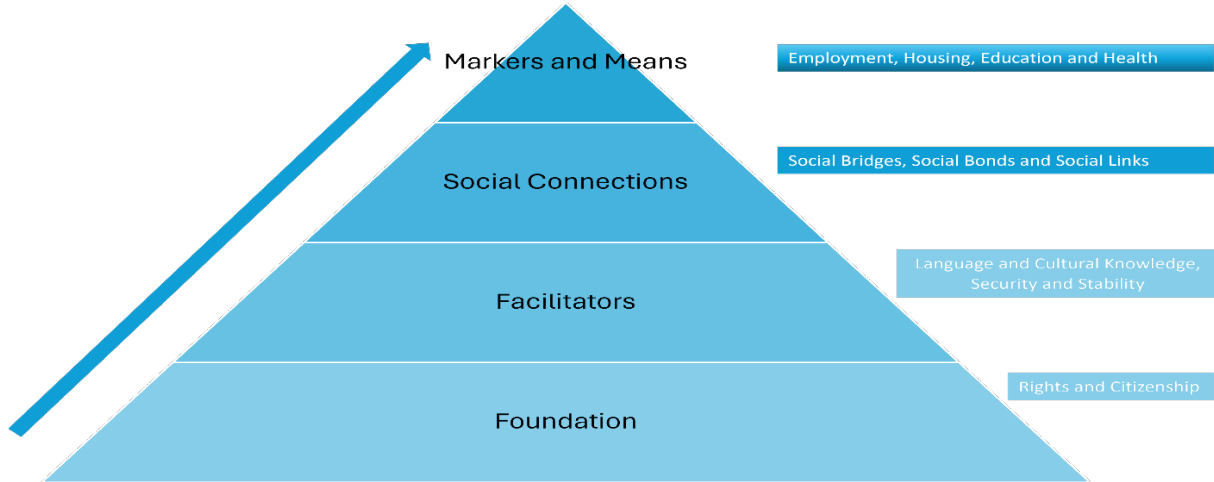 Markers and Means
Employment, Housing, Education and Health
Social Connections
Social Bridges, Social Bonds and Social Links
Facilitators
Language and Cultural Knowledge,
Security and Stability
Foundation
Rights and Citizenship